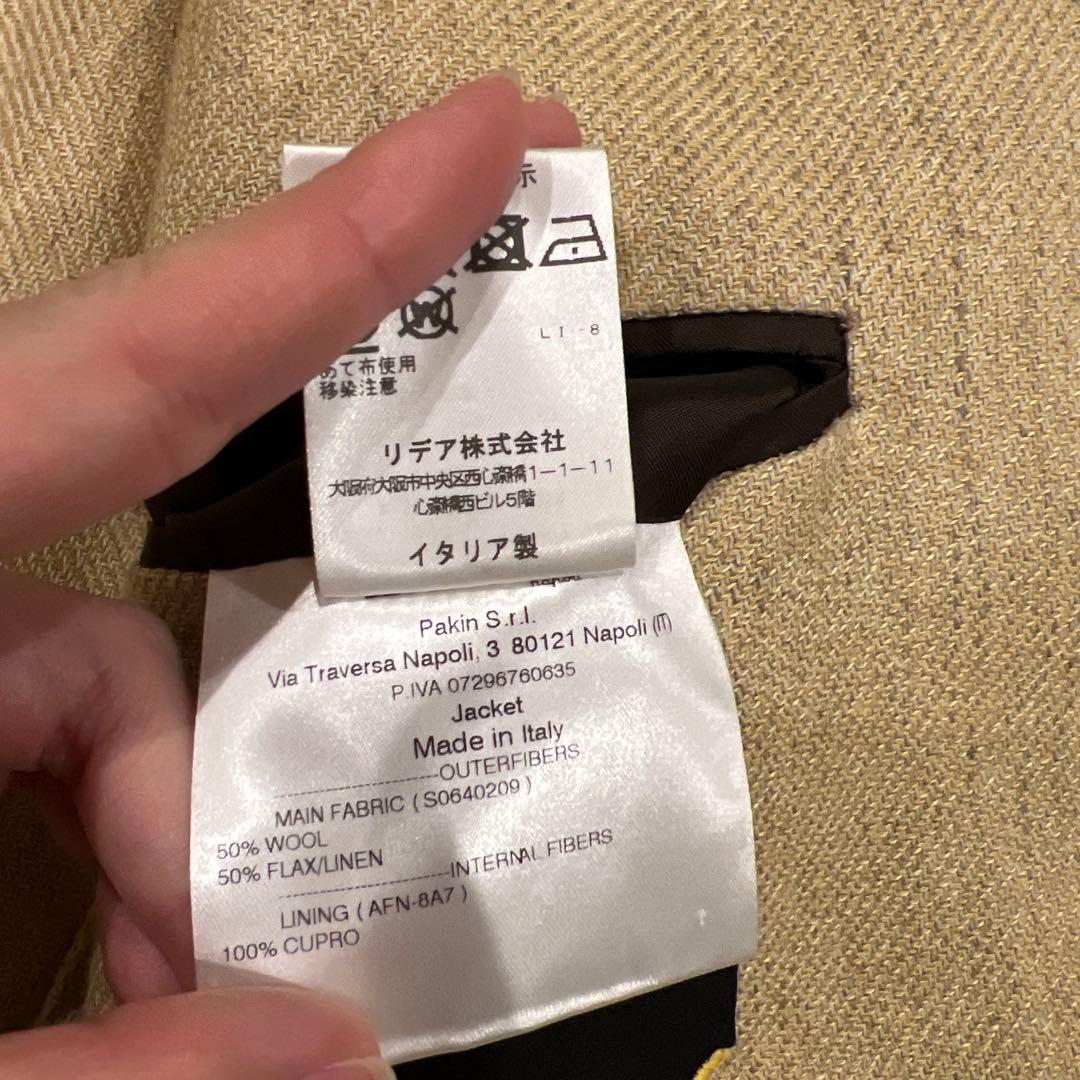 示
LI-8
あて布使用
移染注意
リデア株式会社
大阪府大阪市中央区西心斎橋1-1-11
心斎橋西ビル5階
イタリア製
Pakin S.r.l.
Via Traversa Napoli, 3 80121 Napoli (IT)
P.IVA 07296760635
Jacket
Made in Italy
------------------------OUTERFIBERS
MAIN FABRIC ( S0640209 )
50% WOOL
50% FLAX/LINEN
------------------------INTERNAL FIBERS
LINING ( AFN-8A7 )
100% CUPRO